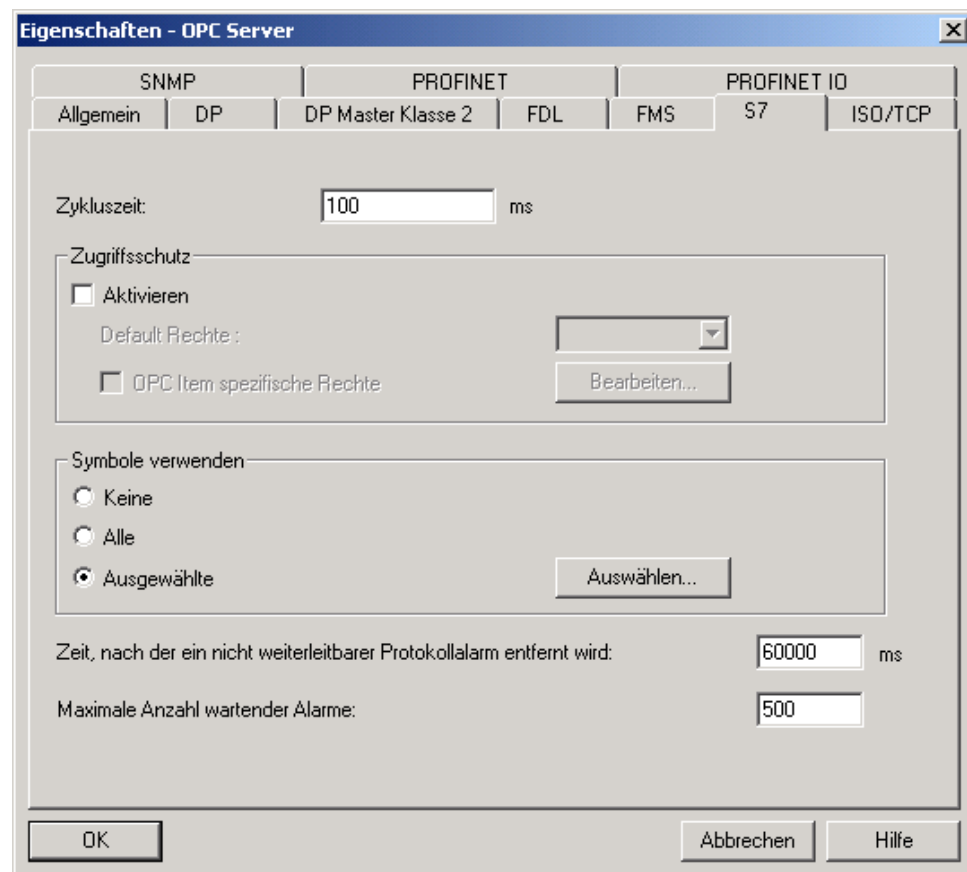 Eigenschaften - OPC Server
SNMP PROFINET PROFINET IO
Allgemein DP DP Master Klasse 2 FDL FMS S7 ISO/TCP
Zykluszeit: 100 ms
Zugriffsschutz
Aktivieren
Default Rechte :
OPC Item spezifische Rechte Bearbeiten...
Symbole verwenden
Keine
Alle
Ausgewählte Auswählen...
Zeit, nach der ein nicht weiterleitbarer Protokollalarm entfernt wird: 60000 ms
Maximale Anzahl wartender Alarme: 500
OK Abbrechen Hilfe